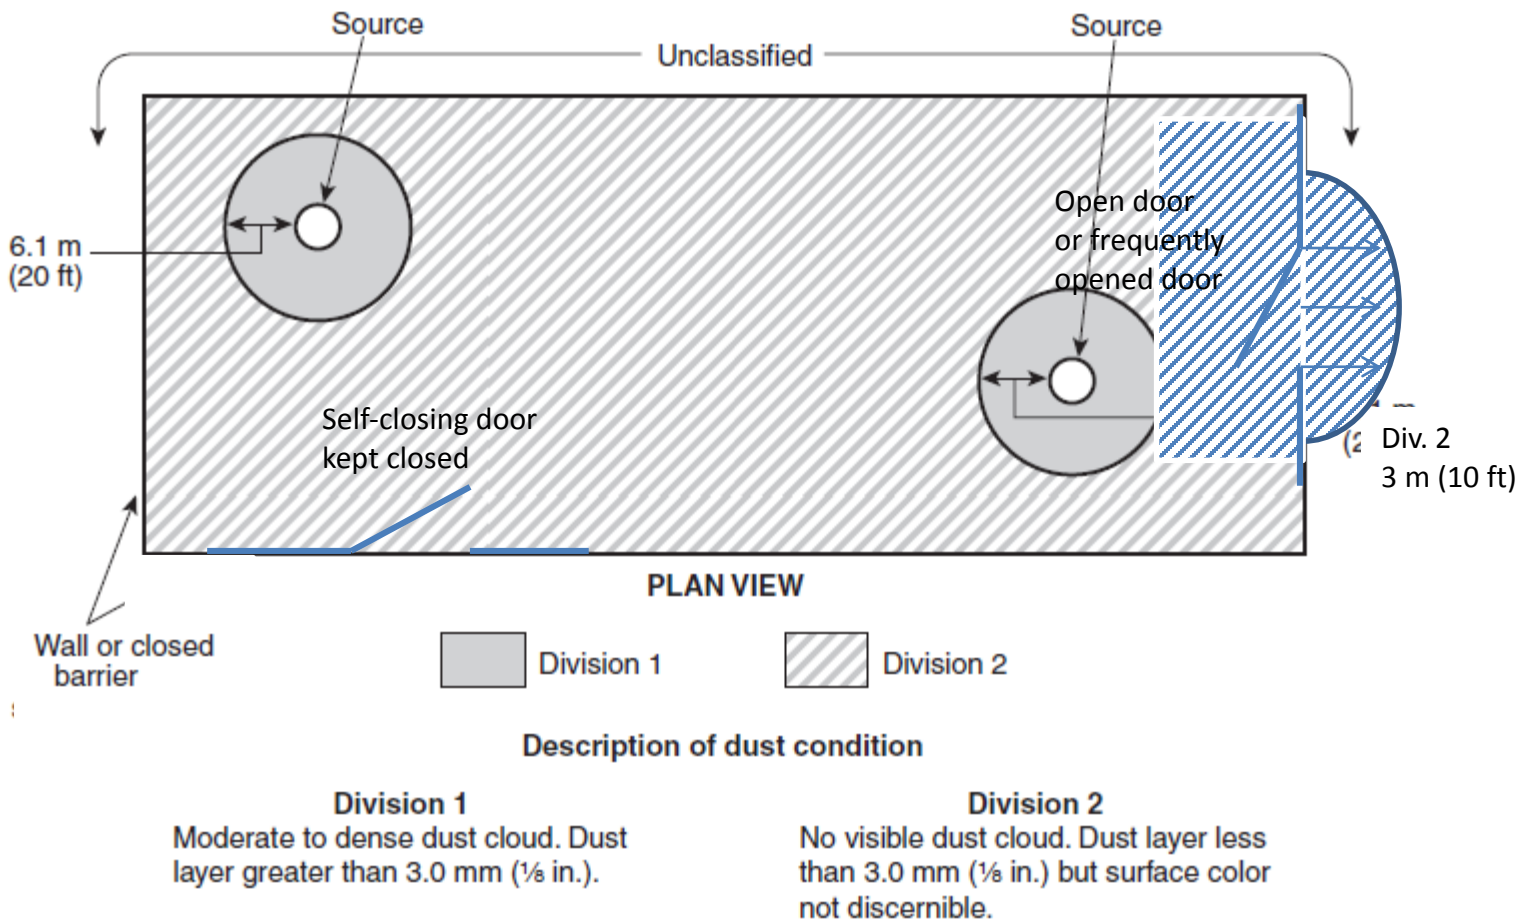 Source
Source
Unclassified
Open door
or frequently
opened door
6.1 m
(20 ft)
Self-closing door
kept closed
Div. 2
3 m (10 ft)
PLAN VIEW
Wall or closed
barrier
Division 1
Division 2
Description of dust condition
Division 1
Moderate to dense dust cloud. Dust
layer greater than 3.0 mm (⅛ in.).
Division 2
No visible dust cloud. Dust layer less
than 3.0 mm (⅛ in.) but surface color
not discernible.